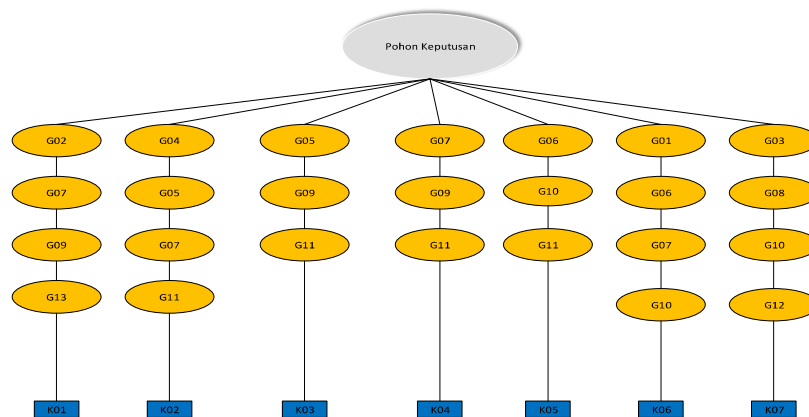 Pohon Keputusan
G02 G04 G05 G07 G06 G01 G03
G07 G05 G09 G09 G10 G06 G08
G09 G07 G11 G11 G11 G07 G10
G13 G11 G10 G12
K01 K02 K03 K04 K05 K06 K07